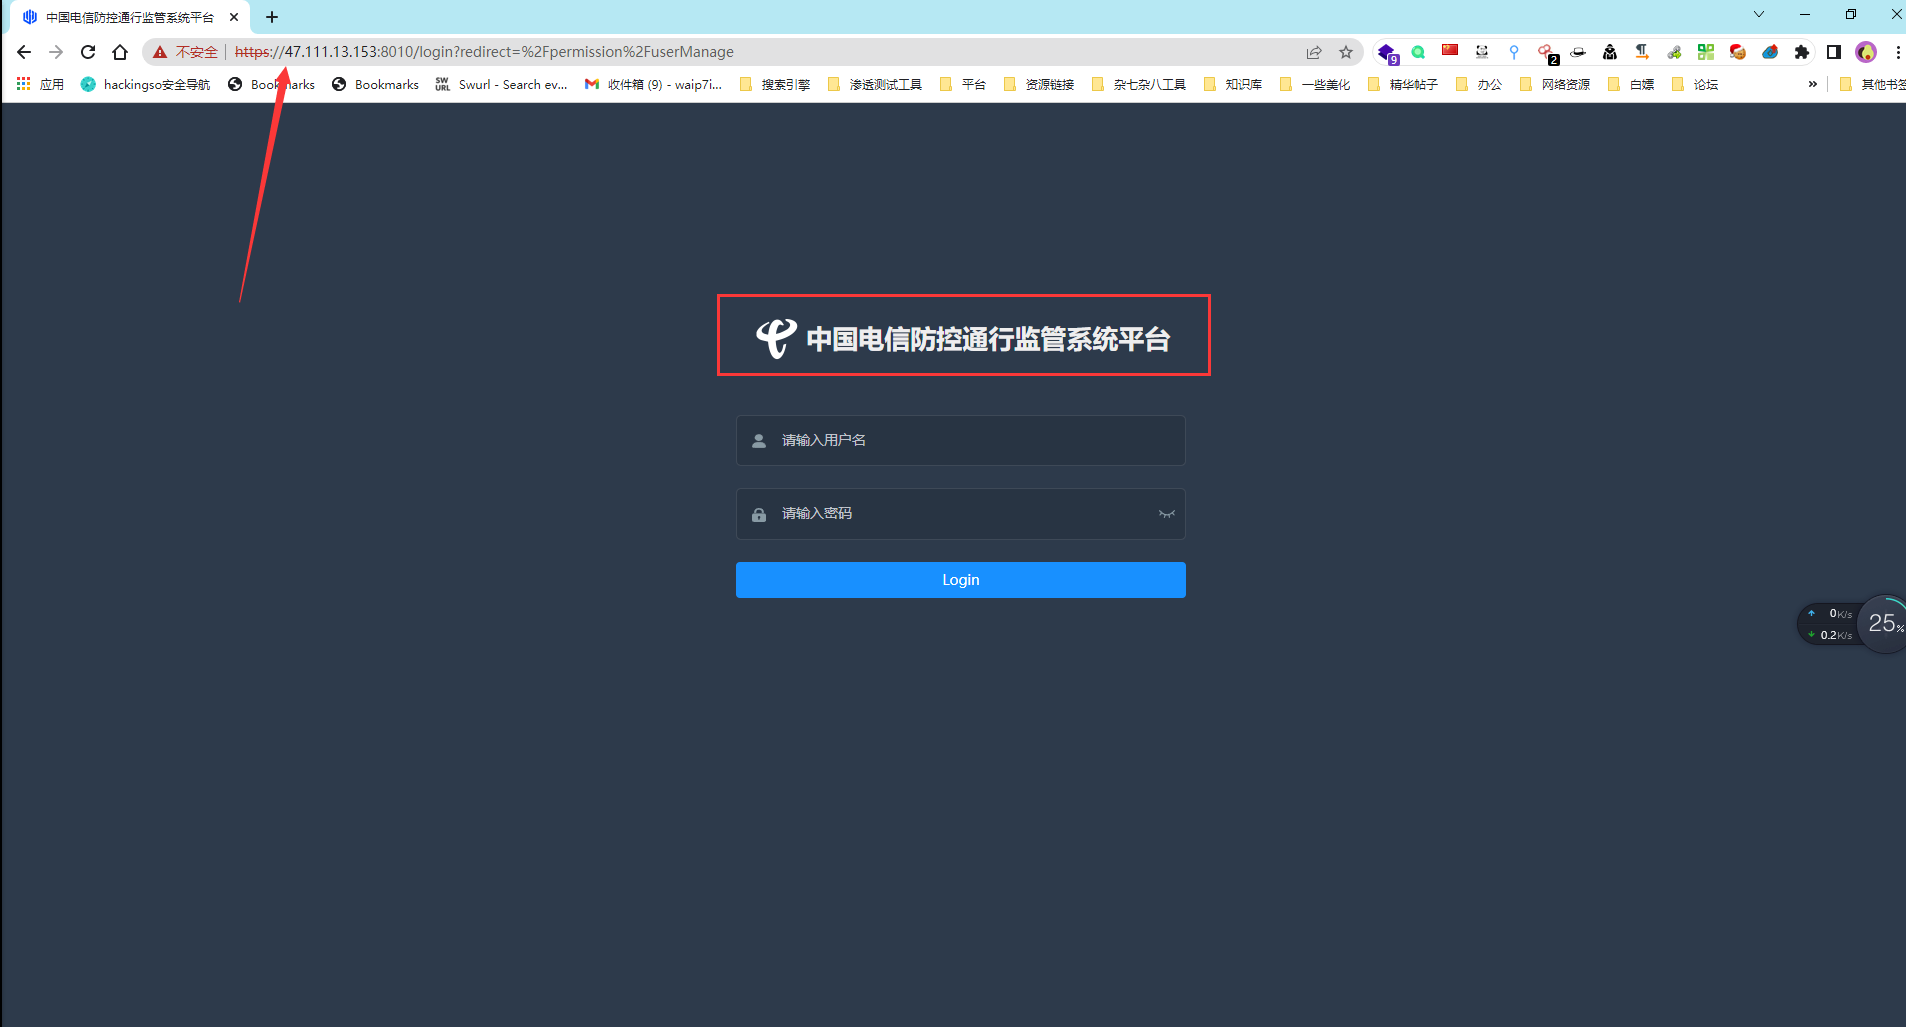 中国电信防控通行监管系统平台
不安全 https://47.111.13.153:8010/login?redirect=%2Fpermission%2FuserManage
9
2
应用 hackingso安全导航 Bookmarks Bookmarks SW URL Swurl - Search ev... 收件箱 (9) - waip7i... 搜索引擎 渗透测试工具 平台 资源链接 杂七杂八工具 知识库 一些美化 精华帖子 办公 网络资源 白嫖 论坛 » 其他书签
中国电信防控通行监管系统平台
请输入用户名
请输入密码
Login
0K/s
0.2K/s
25%